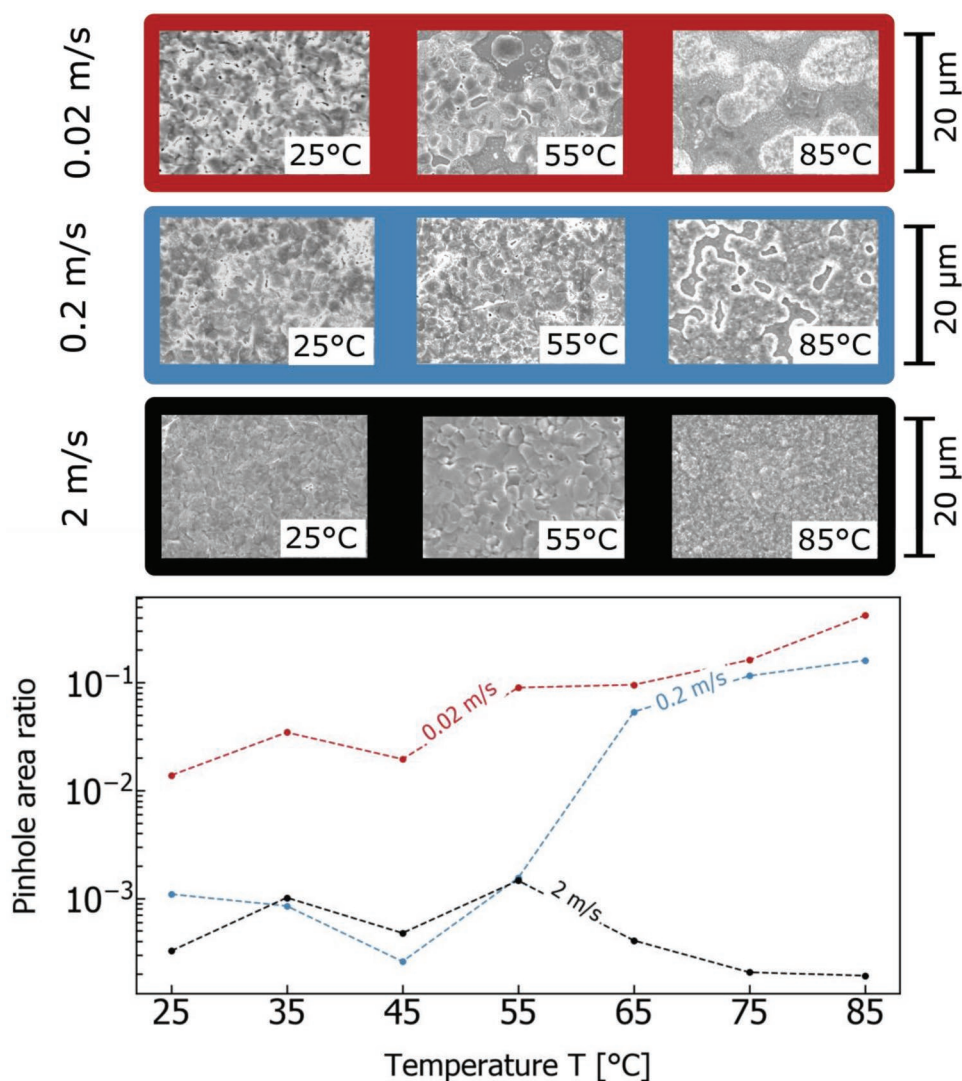 0.02 m/s
25°C
55°C
85°C
20 μm
0.2 m/s
25°C
55°C
85°C
20 μm
2 m/s
25°C
55°C
85°C
20 μm
Pinhole area ratio
10⁻¹
10⁻²
10⁻³
0.02 m/s
0.2 m/s
2 m/s
25 35 45 55 65 75 85
Temperature T [°C]